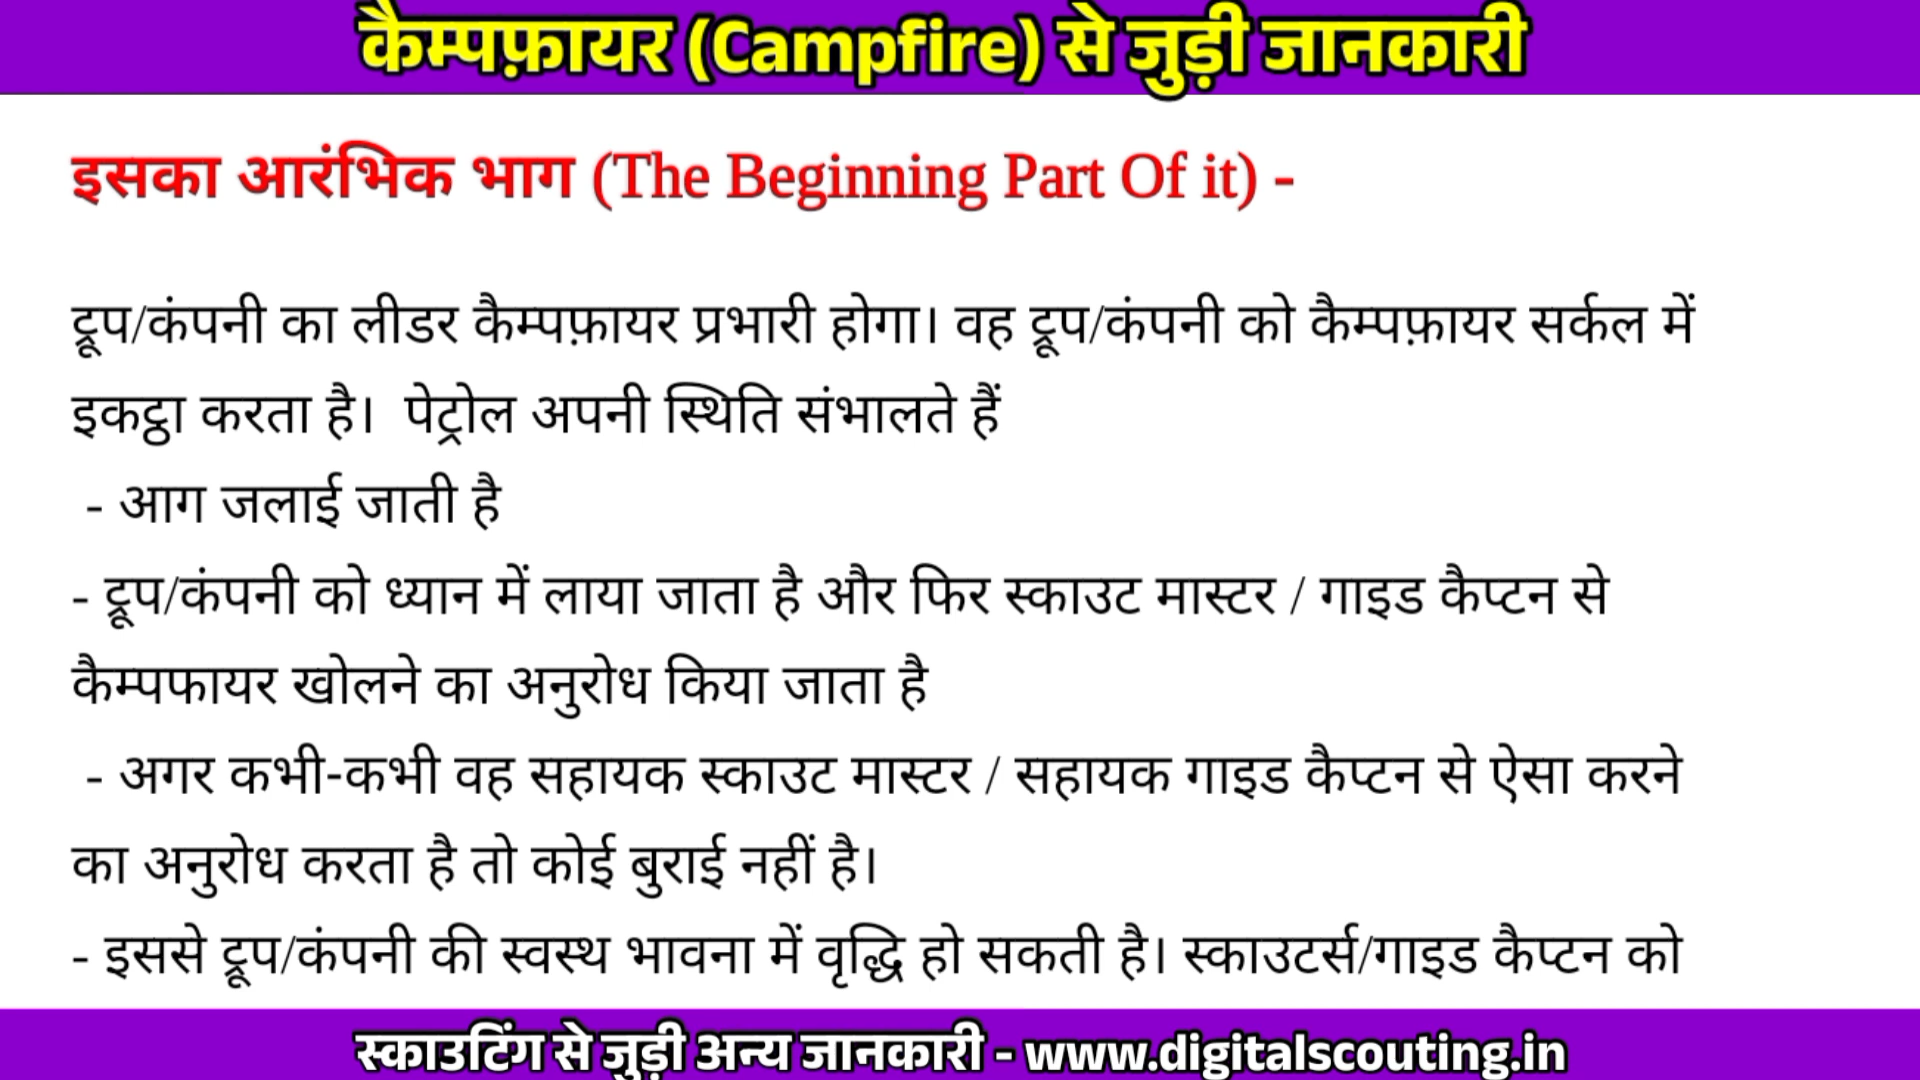 कैम्पफ़ायर (Campfire) से जुड़ी जानकारी
इसका आरंभिक भाग (The Beginning Part Of it) -
ट्रूप/कंपनी का लीडर कैम्पफ़ायर प्रभारी होगा। वह ट्रूप/कंपनी को कैम्पफ़ायर सर्कल में
इकट्ठा करता है। पेट्रोल अपनी स्थिति संभालते हैं
- आग जलाई जाती है
- ट्रूप/कंपनी को ध्यान में लाया जाता है और फिर स्काउट मास्टर / गाइड कैप्टन से
कैम्पफायर खोलने का अनुरोध किया जाता है
- अगर कभी-कभी वह सहायक स्काउट मास्टर / सहायक गाइड कैप्टन से ऐसा करने
का अनुरोध करता है तो कोई बुराई नहीं है।
- इससे ट्रूप/कंपनी की स्वस्थ भावना में वृद्धि हो सकती है। स्काउटर्स/गाइड कैप्टन को
स्काउटिंग से जुड़ी अन्य जानकारी - www.digitalscouting.in